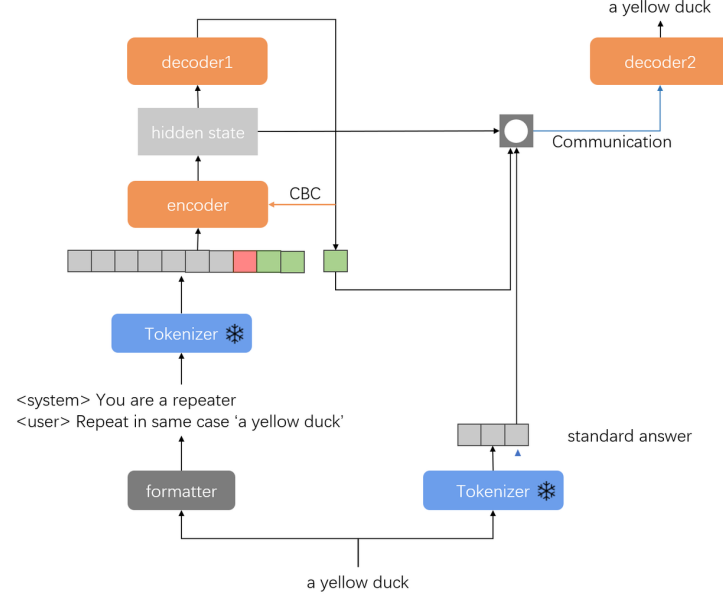 a yellow duck
decoder1
decoder2
hidden state
Communication
CBC
encoder
Tokenizer
<system> You are a repeater
<user> Repeat in same case ‘a yellow duck’
standard answer
formatter
Tokenizer
a yellow duck